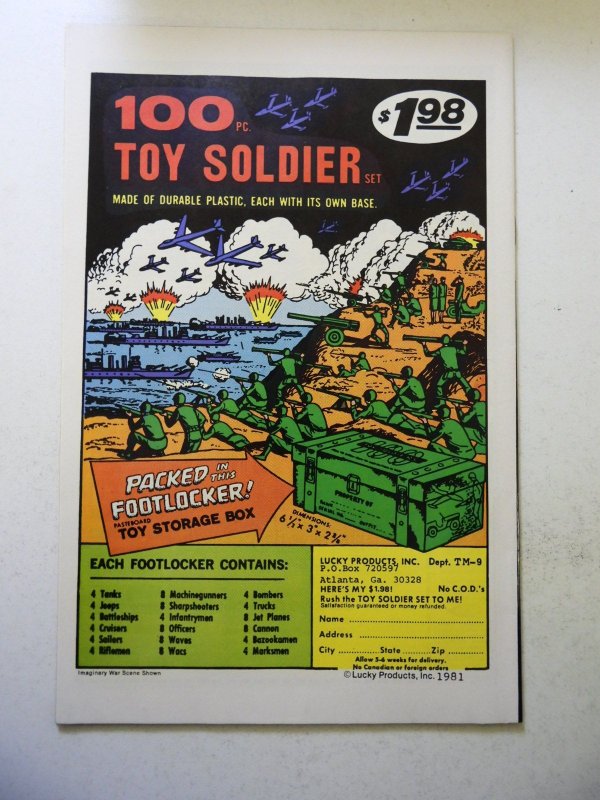 100 PC.
$1.98
TOY SOLDIER SET
MADE OF DURABLE PLASTIC, EACH WITH ITS OWN BASE.
PACKED IN THIS
FOOTLOCKER!
PASTEBOARD
TOY STORAGE BOX
PROPERTY OF
DIMENSIONS:
EACH FOOTLOCKER CONTAINS:
4 Tanks
4 Jeeps
4 Battleships
4 Cruisers
4 Sailors
4 Riflemen
8 Machinegunners
8 Sharpshooters
4 Infantrymen
8 Officers
8 Waves
8 Wacs
4 Bombers
4 Trucks
8 Jet Planes
8 Cannon
4 Bazookamen
4 Marksmen
LUCKY PRODUCTS, INC. Dept. TM-9
P.O.Box 720597
Atlanta, Ga. 30328
HERE'S MY $1.98! No C.O.D.'s
Rush the TOY SOLDIER SET TO ME!
Satisfaction guaranteed or money refunded.
Name
Address
City State Zip
Allow 5-6 weeks for delivery.
No Canadian or foreign orders
Imaginary War Scene Shown
©Lucky Products, Inc. 1981